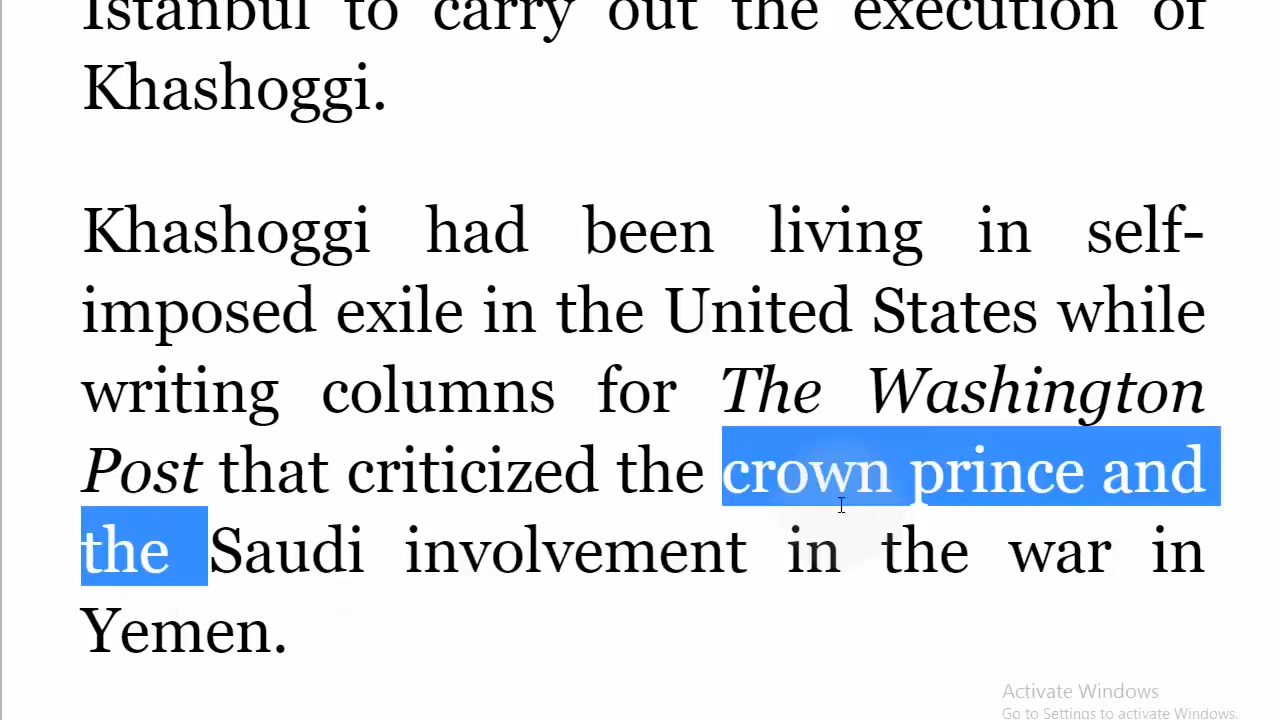 Istanbul to carry out the execution of
Khashoggi.
Khashoggi had been living in self-
imposed exile in the United States while
writing columns for The Washington
Post that criticized the crown prince and
the Saudi involvement in the war in
Yemen.
Activate Windows
Go to Settings to activate Windows.